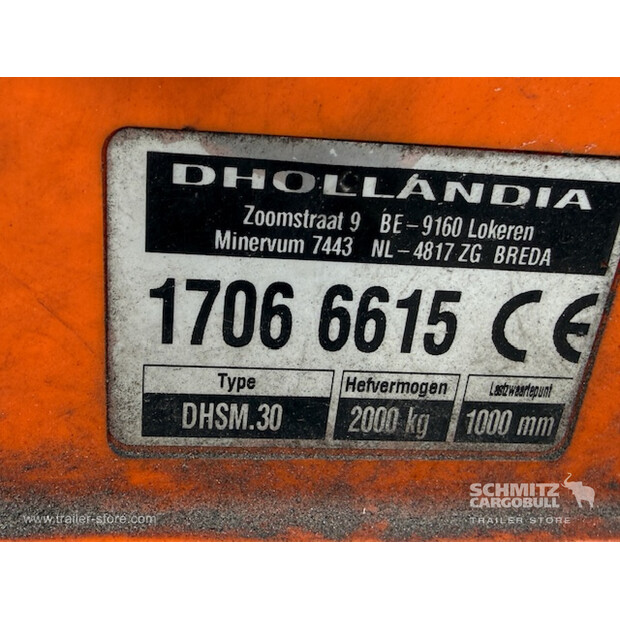 DHOLLANDIA
Zoomstraat 9 BE-9160 Lokeren
Minervum 7443 NL-4817 ZG BREDA
1706 6615 CE
Type Hefvermogen Lastzwaartepunt
DHSM.30 2000 kg 1000 mm
SCHMITZ
CARGOBULL
www.trailer-store.com TRAILER STORE